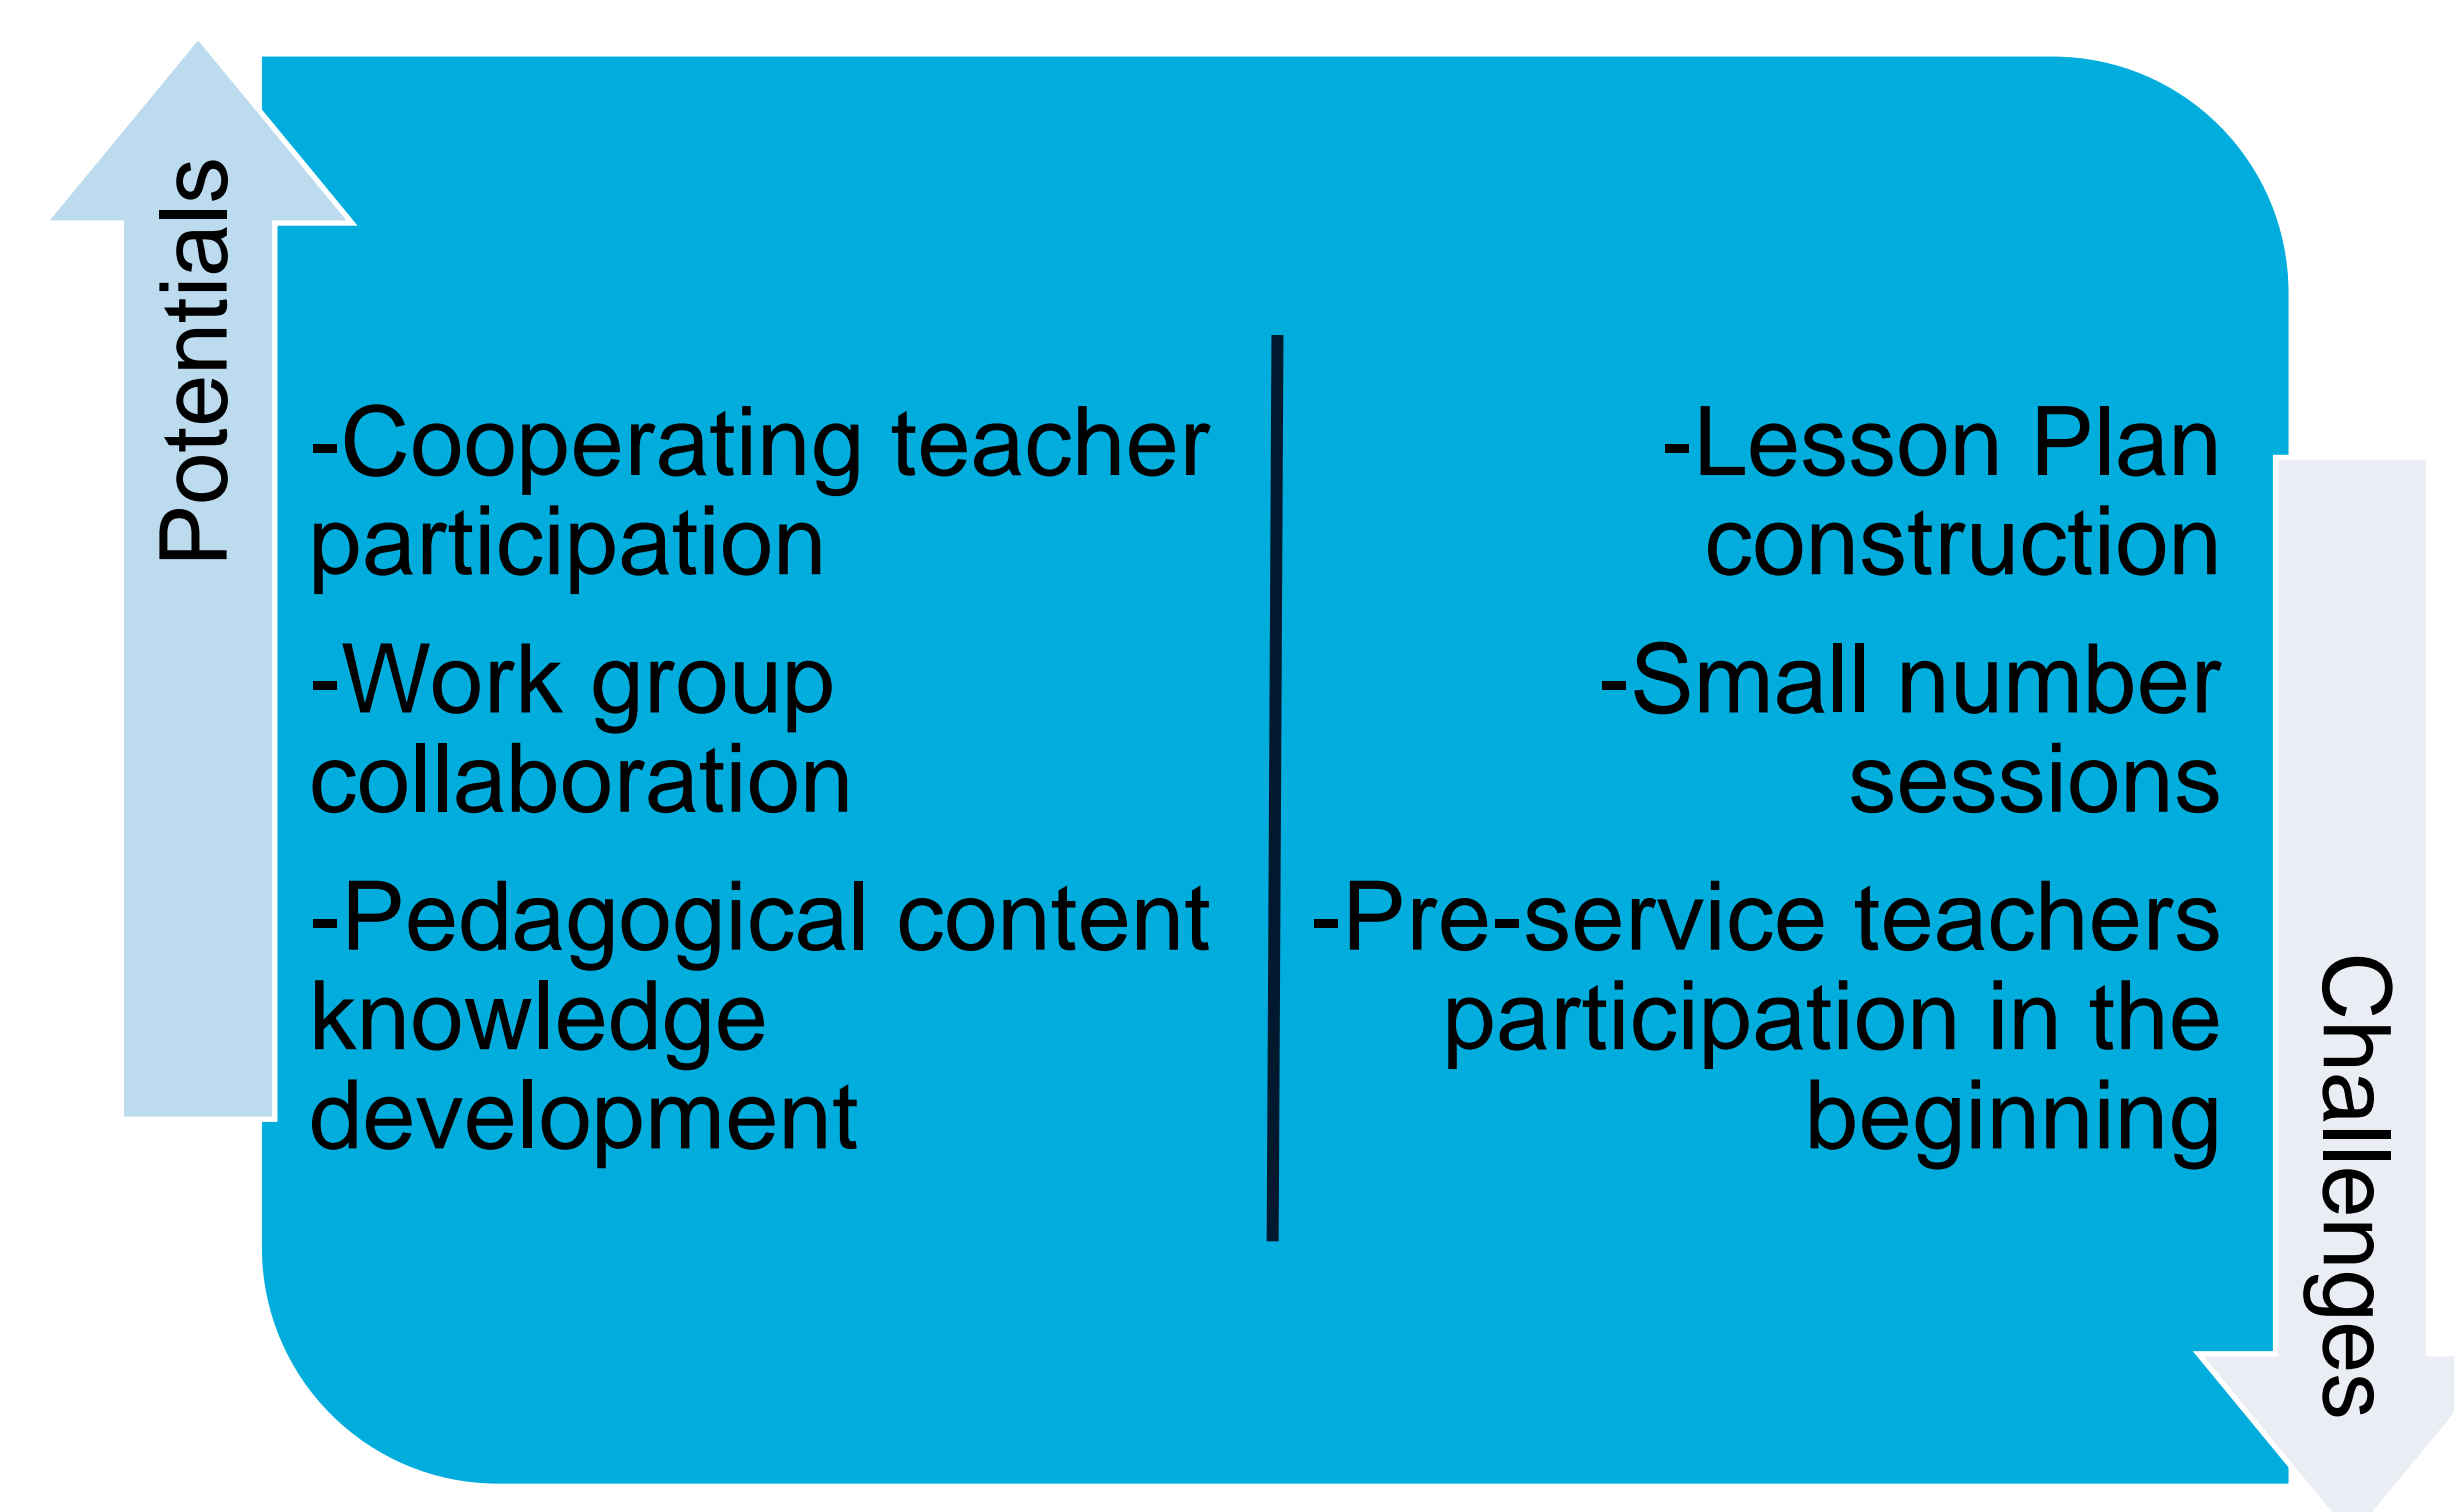 Potentials
-Cooperating teacher
participation
-Work group
collaboration
-Pedagogical content
knowledge
development
-Lesson Plan
construction
-Small number
sessions
-Pre-service teachers
participation in the
beginning
Challenges